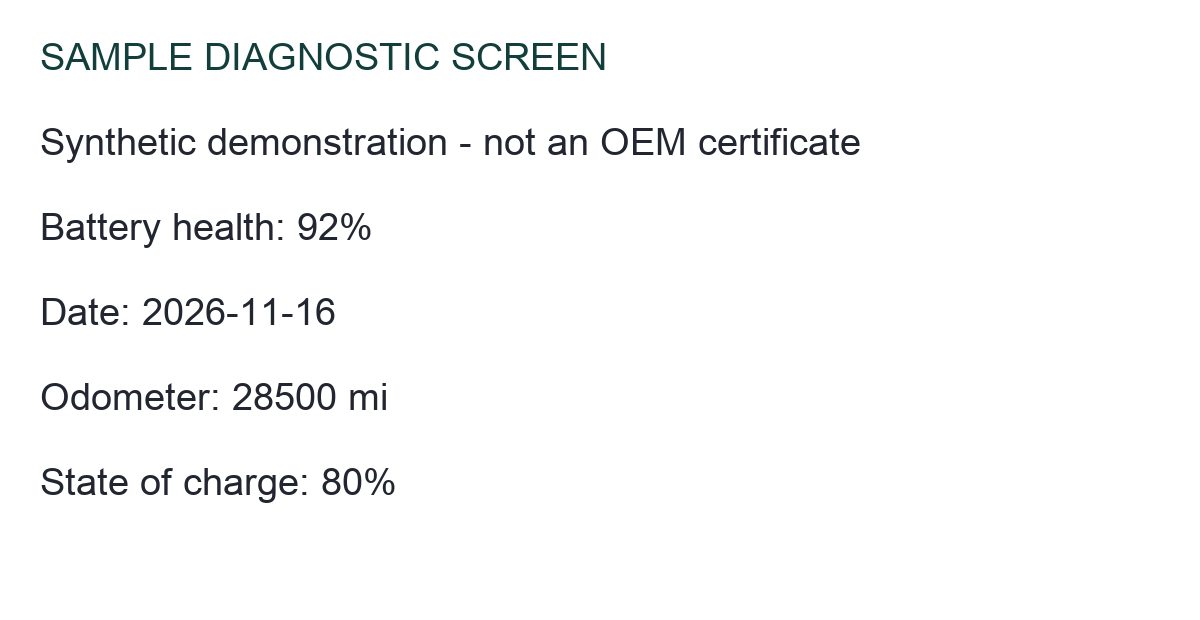 SAMPLE DIAGNOSTIC SCREEN
Synthetic demonstration - not an OEM certificate
Battery health: 92%
Date: 2026-11-16
Odometer: 28500 mi
State of charge: 80%